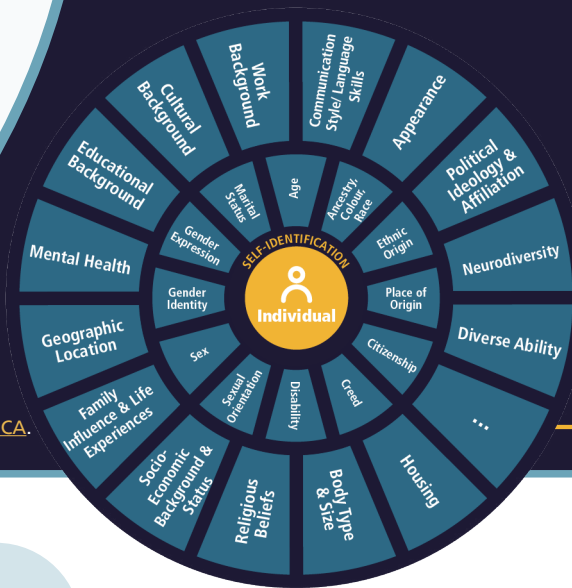 Communication
Style/ Language
Skills
Appearance
Political
Ideology &
Affiliation
Neurodiversity
Diverse Ability
...
Housing
Body Type
& Size
Religious
Beliefs
Socio-
Economic
Background &
Status
Family
Influence & Life
Experiences
Geographic
Location
Mental Health
Educational
Background
Cultural
Background
Work
Background
Age
Ancestry,
Colour,
Race
Ethnic
Origin
Place of
Origin
Citizenship
Creed
Disability
Sexual
Orientation
Sex
Gender
Identity
Gender
Expression
Marital
Status
SELF-IDENTIFICATION
Individual
CA.